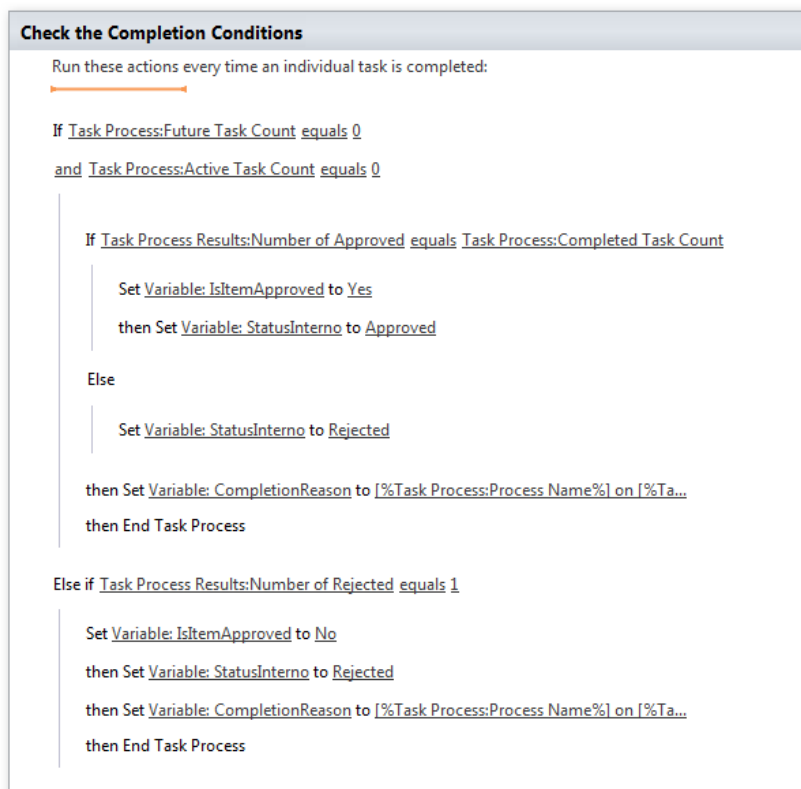 Check the Completion Conditions
Run these actions every time an individual task is completed:
If Task Process:Future Task Count equals 0
and Task Process:Active Task Count equals 0
If Task Process Results:Number of Approved equals Task Process:Completed Task Count
Set Variable: IsItemApproved to Yes
then Set Variable: StatusInterno to Approved
Else
Set Variable: StatusInterno to Rejected
then Set Variable: CompletionReason to [%Task Process:Process Name%] on [%Ta...
then End Task Process
Else if Task Process Results:Number of Rejected equals 1
Set Variable: IsItemApproved to No
then Set Variable: StatusInterno to Rejected
then Set Variable: CompletionReason to [%Task Process:Process Name%] on [%Ta...
then End Task Process